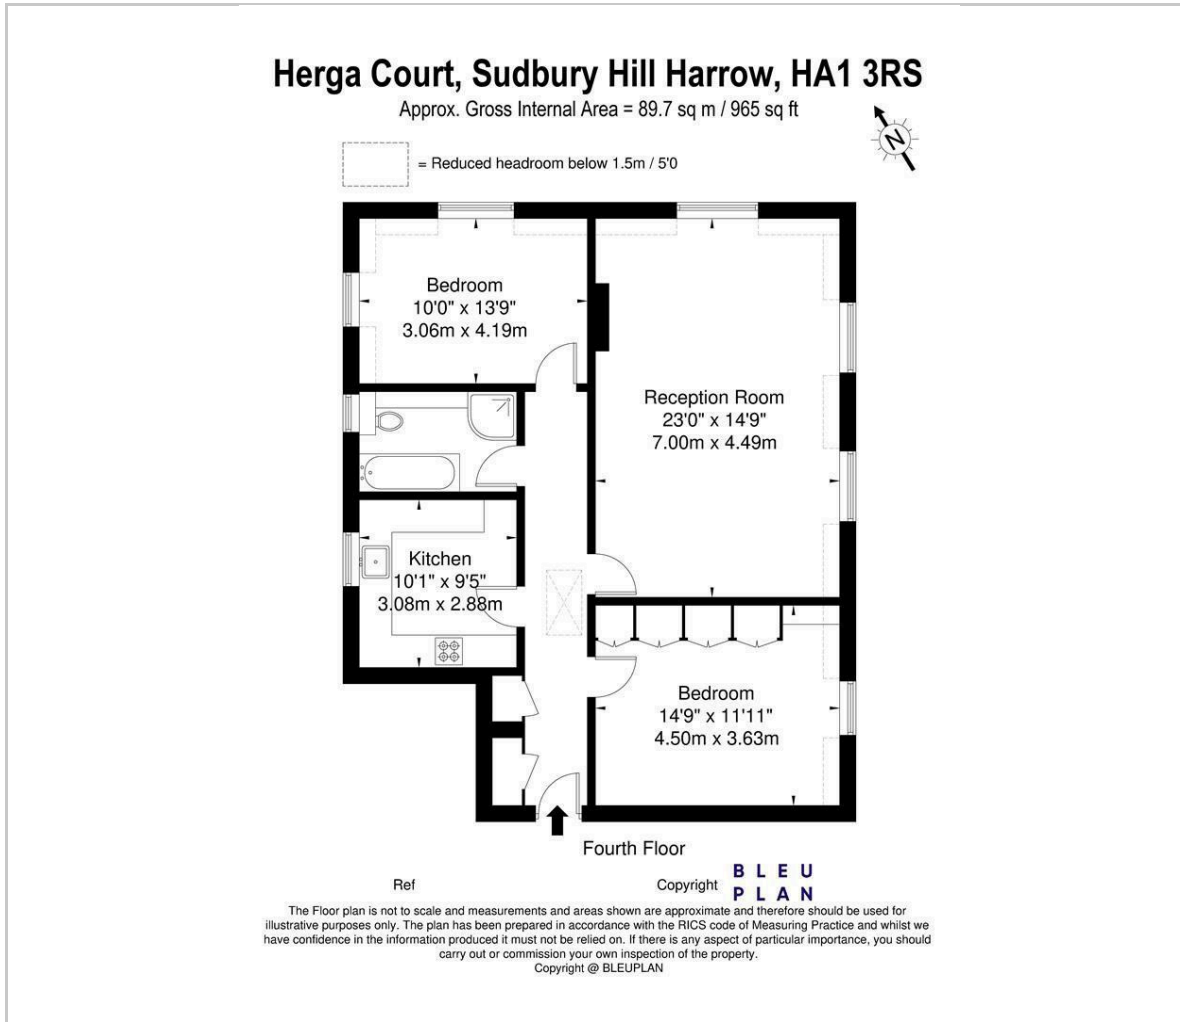 Herga Court, Sudbury Hill Harrow, HA1 3RS
Approx. Gross Internal Area = 89.7 sq m / 965 sq ft
N
= Reduced headroom below 1.5m / 5'0
Bedroom
10'0" x 13'9"
3.06m x 4.19m
Reception Room
23'0" x 14'9"
7.00m x 4.49m
Kitchen
10'1" x 9'5"
3.08m x 2.88m
Bedroom
14'9" x 11'11"
4.50m x 3.63m
Fourth Floor
Ref
Copyright
BLEU
PLAN
The Floor plan is not to scale and measurements and areas shown are approximate and therefore should be used for
illustrative purposes only. The plan has been prepared in accordance with the RICS code of Measuring Practice and whilst we
have confidence in the information produced it must not be relied on. If there is any aspect of particular importance, you should
carry out or commission your own inspection of the property.
Copyright @ BLEUPLAN